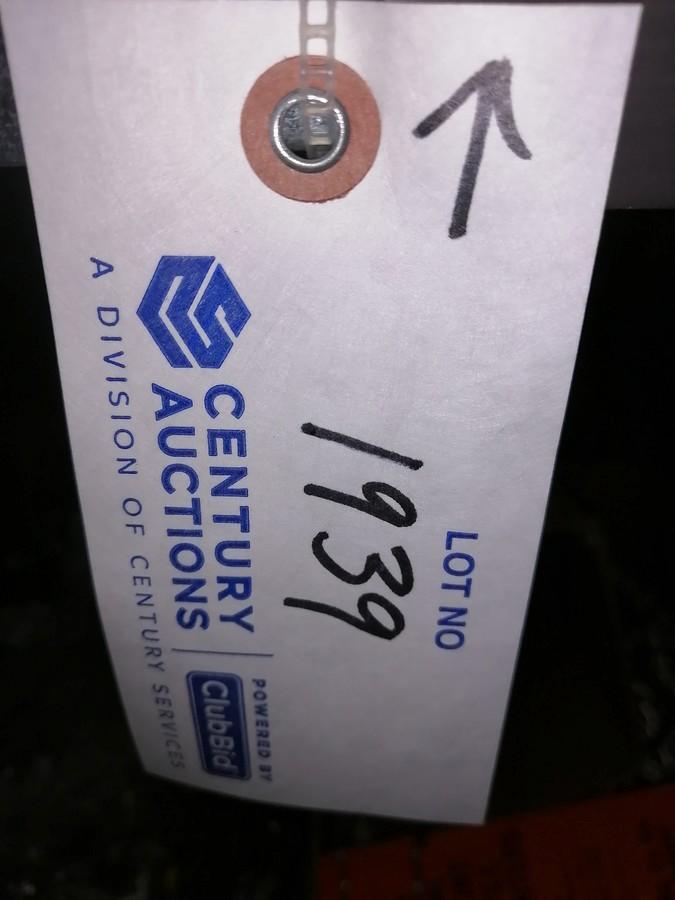 LOT NO
1939
CENTURY
AUCTIONS
A DIVISION OF CENTURY SERVICES
POWERED BY
ClubBid